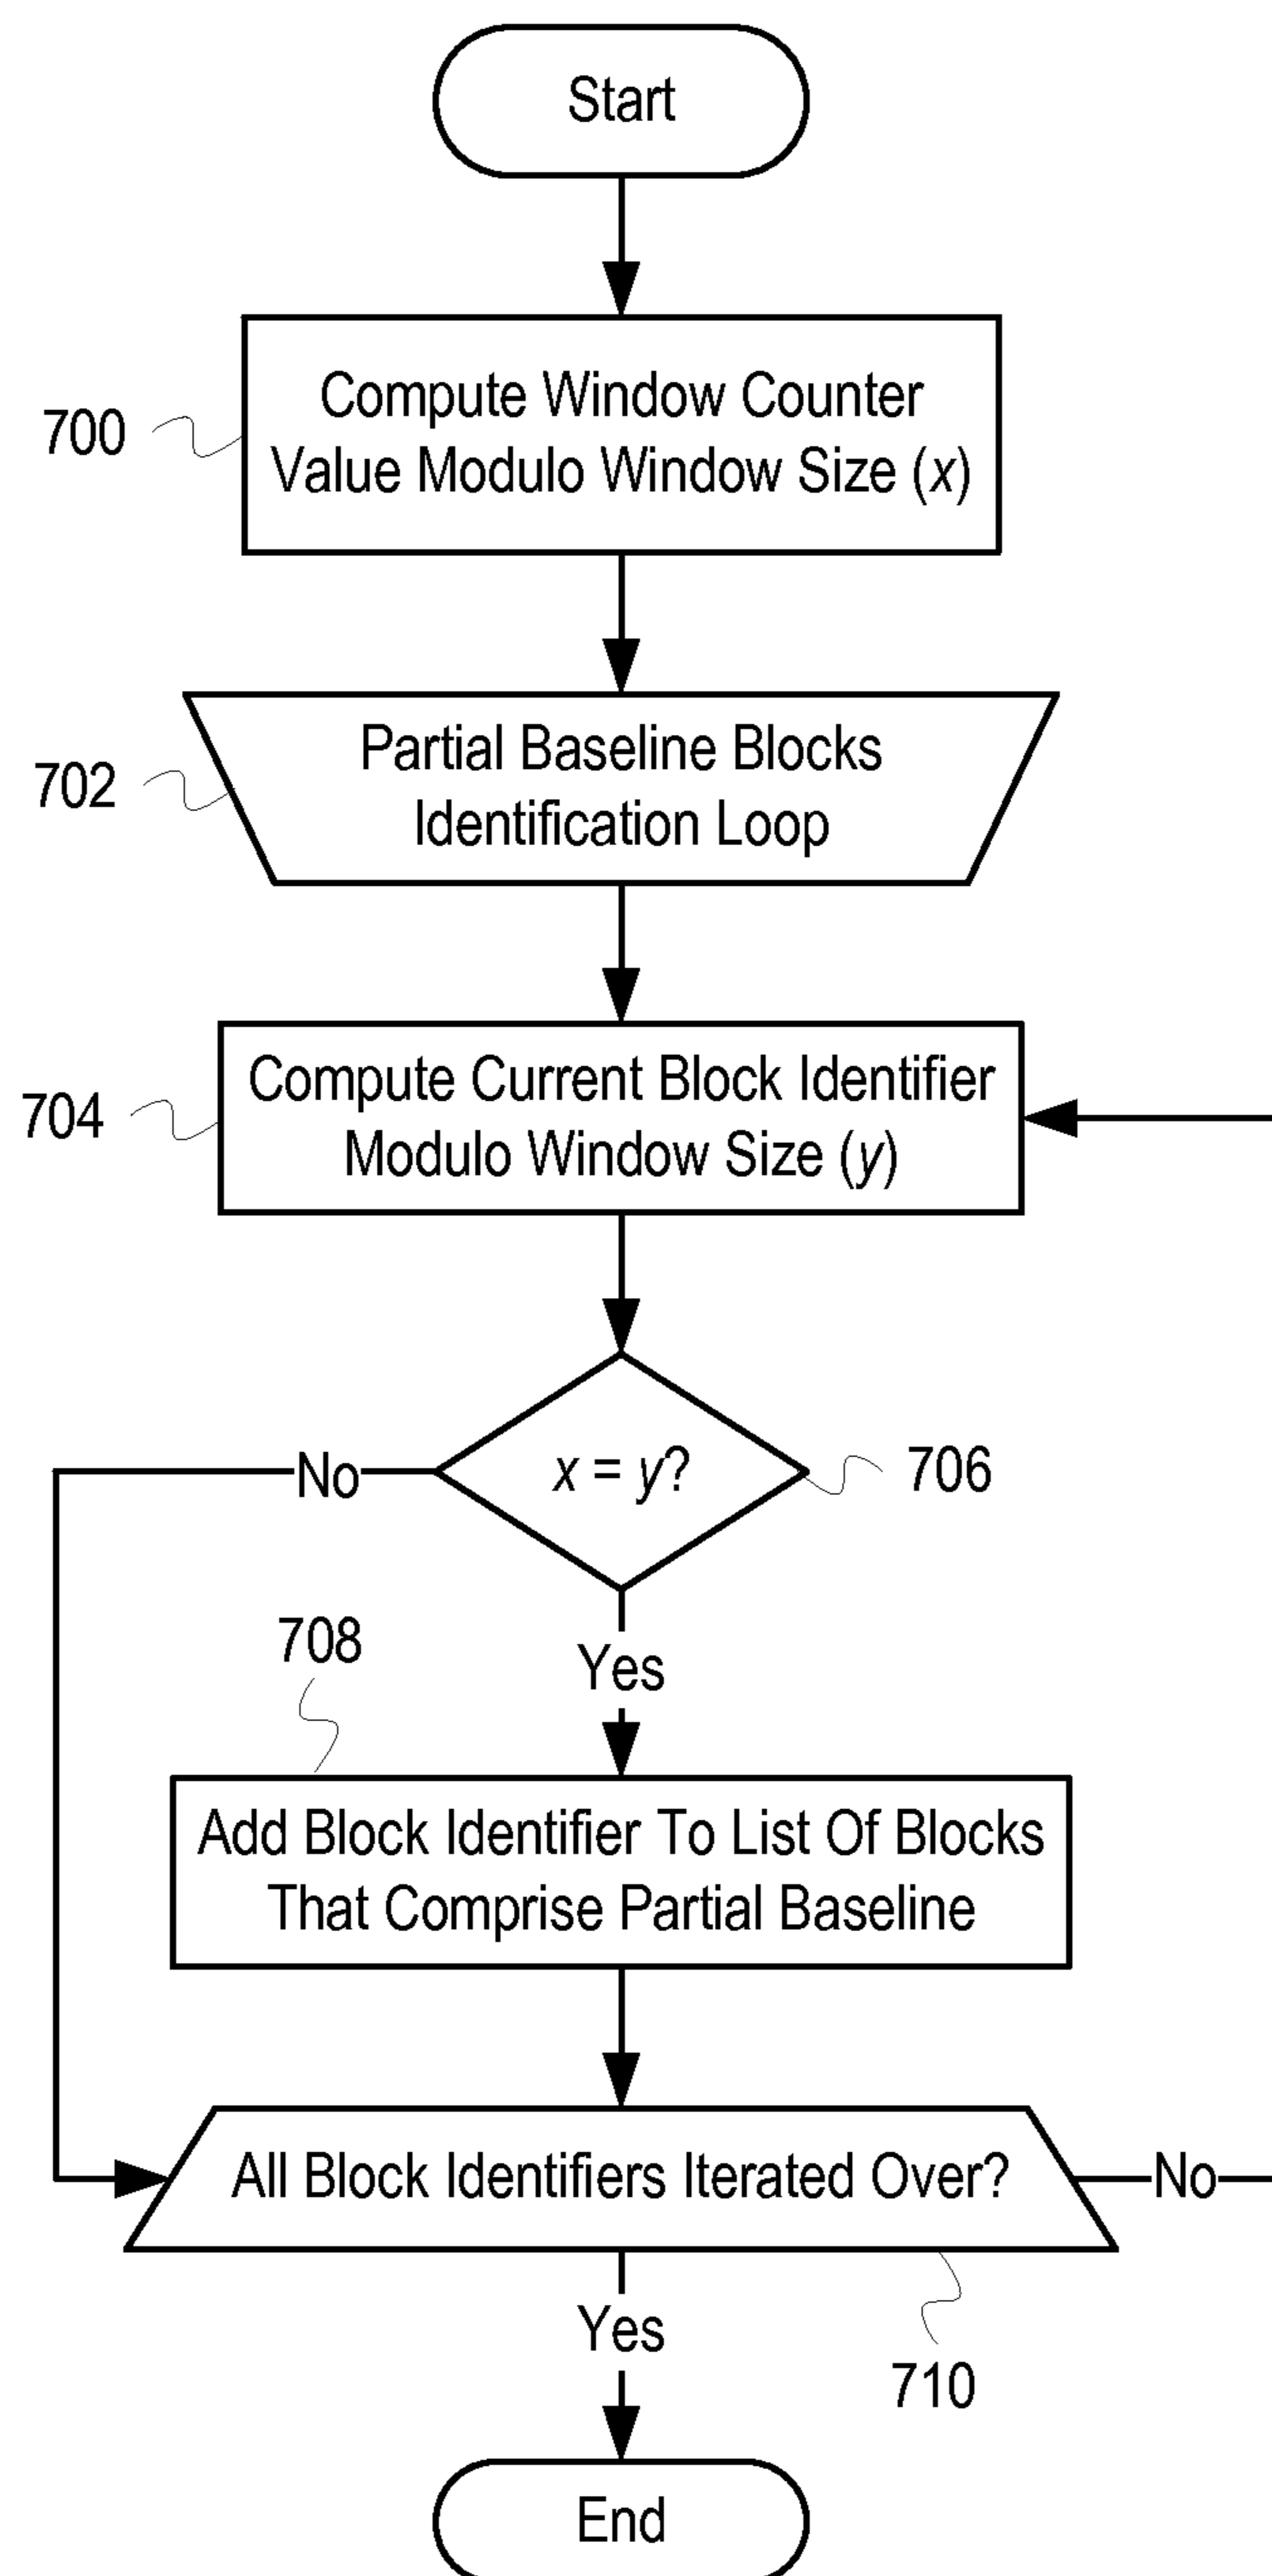 Start
700
Compute Window Counter
Value Modulo Window Size (x)
702
Partial Baseline Blocks
Identification Loop
704
Compute Current Block Identifier
Modulo Window Size (y)
No
x = y?
706
708
Yes
Add Block Identifier To List Of Blocks
That Comprise Partial Baseline
All Block Identifiers Iterated Over?
No
Yes
710
End